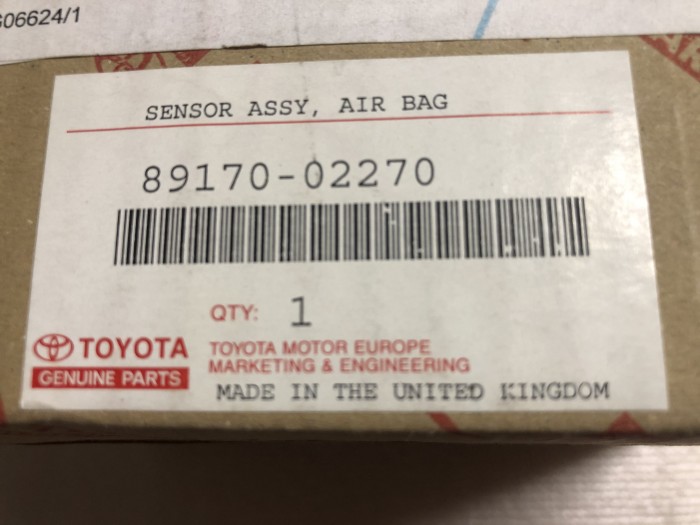 G06624/1
SENSOR ASSY, AIR BAG
89170-02270
QTY: 1
TOYOTA
GENUINE PARTS
TOYOTA MOTOR EUROPE
MARKETING & ENGINEERING
MADE IN THE UNITED KINGDOM